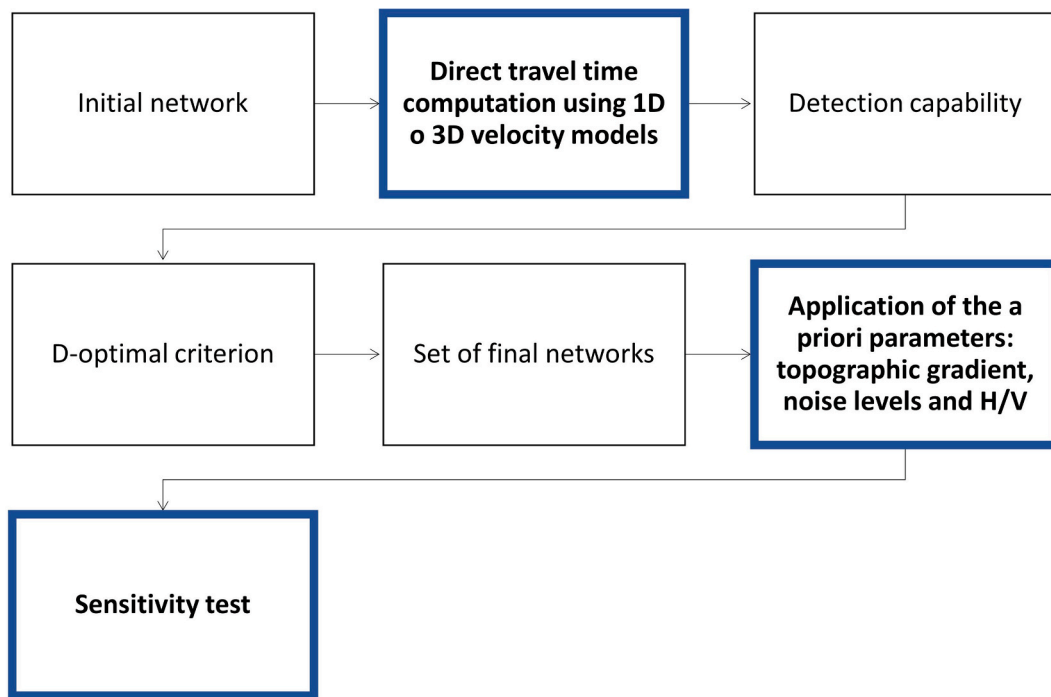 Initial network
Direct travel time
computation using 1D
o 3D velocity models
Detection capability
D-optimal criterion
Set of final networks
Application of the a
priori parameters:
topographic gradient,
noise levels and H/V
Sensitivity test